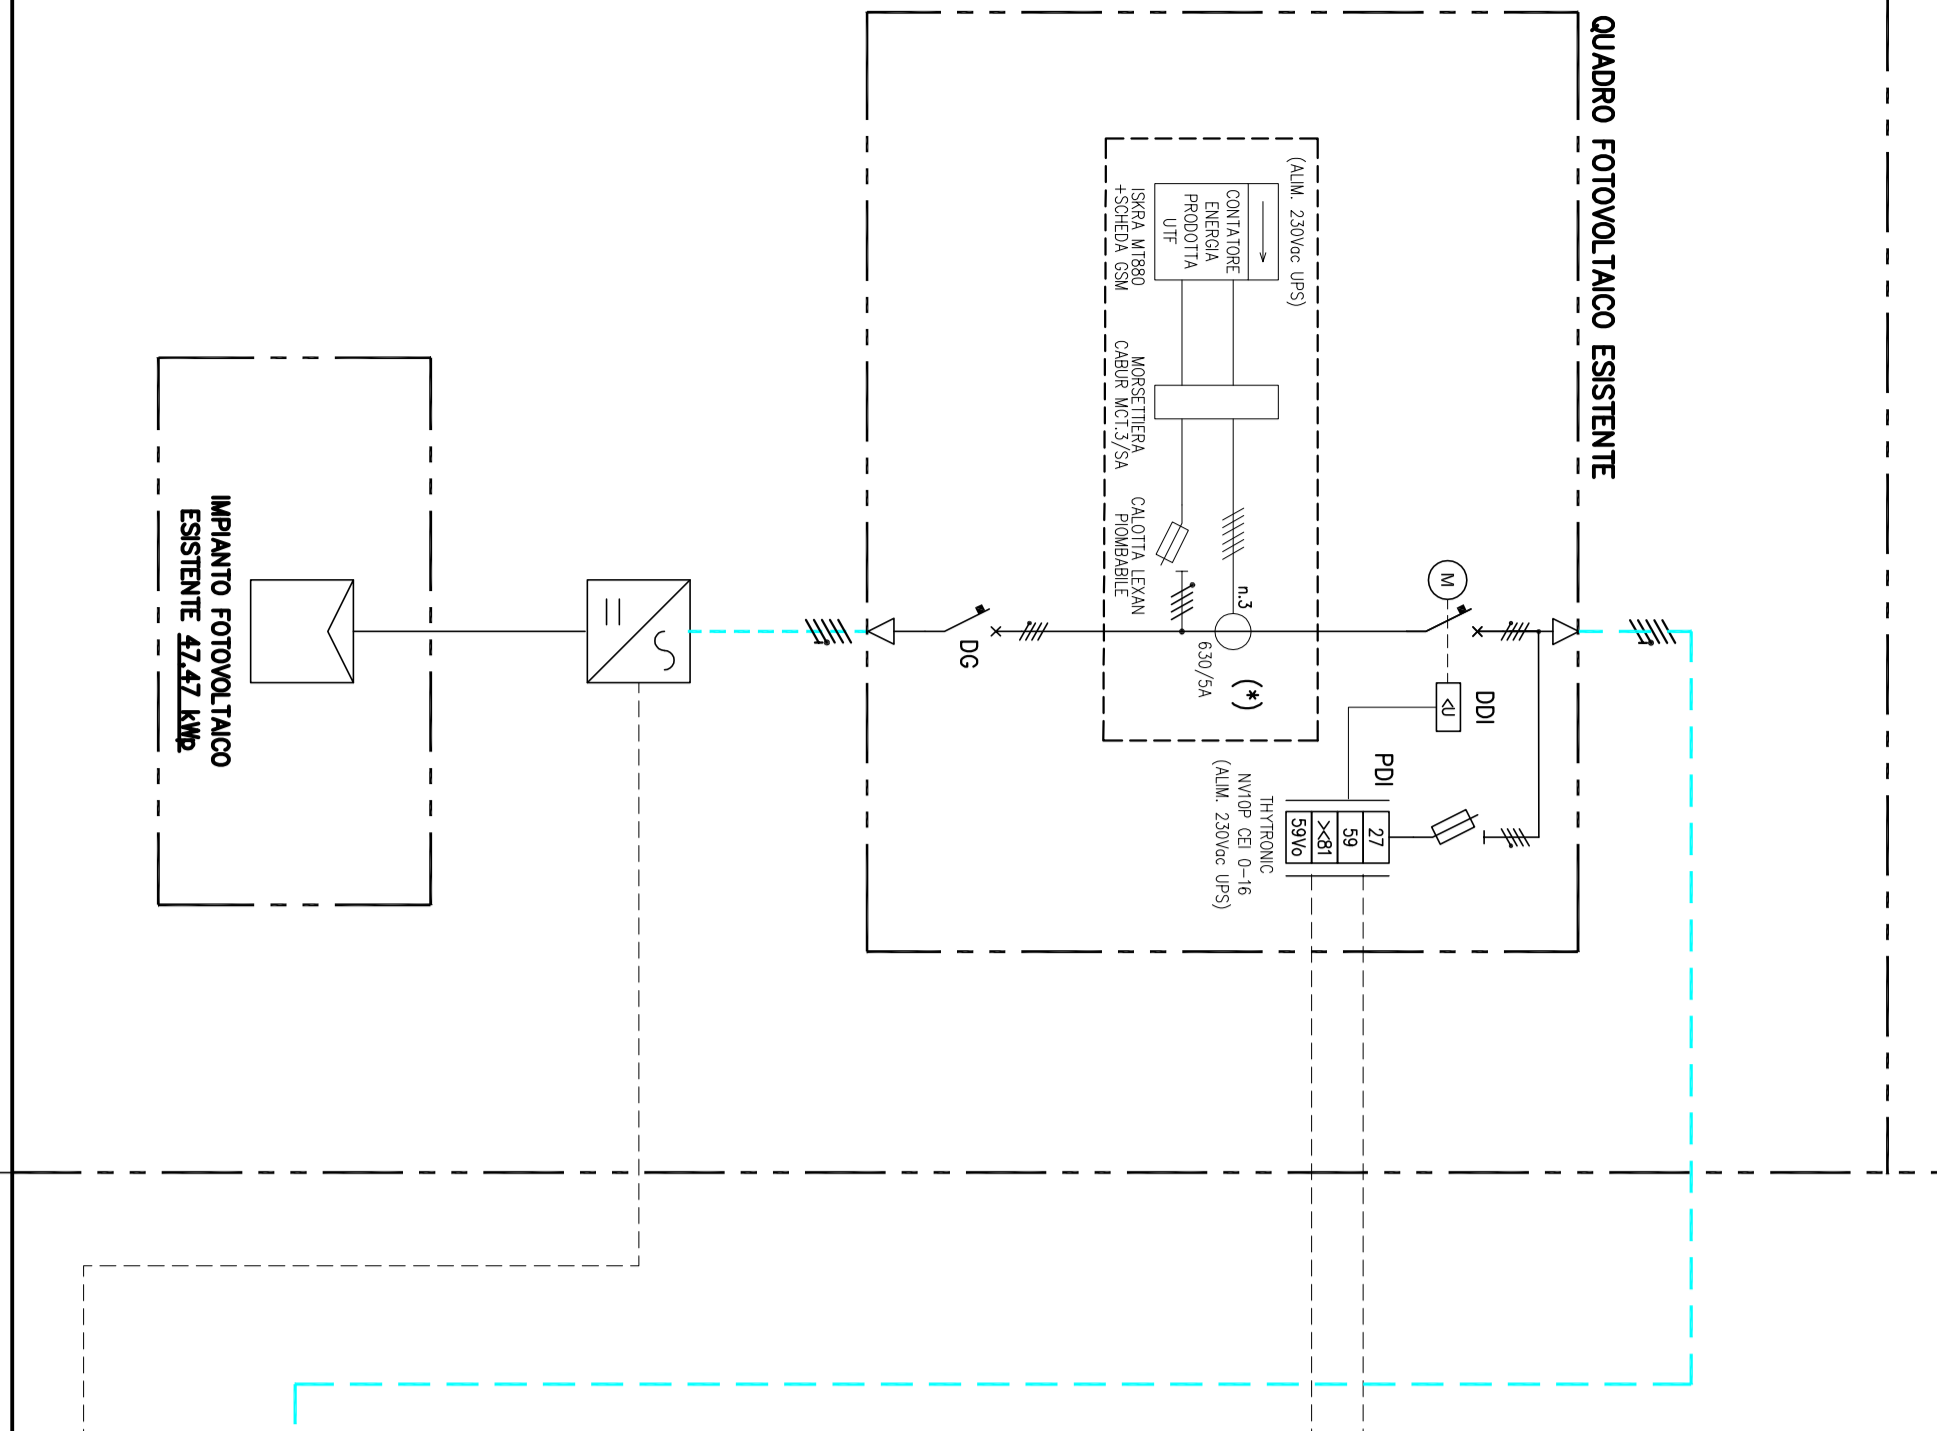 QUADRO FOTOVOLTAICO ESISTENTE
(ALIM. 230Vac UPS)
CONTATORE
ENERGIA
PRODOTTA
UTF
ISKRA MT880
+SCHEDA GSM
MORSETTIERA
CABUR MCT.3/SA
CALOTTA LEXAN
PIOMBABILE
n.3
630/5A
(*)
M
<U
DDI
PDI
27
59
><81
59Vo
THYTRONIC
NV10P CEI 0-16
(ALIM. 230Vac UPS)
DG
IMPIANTO FOTOVOLTAICO
ESISTENTE 47.47 kWp